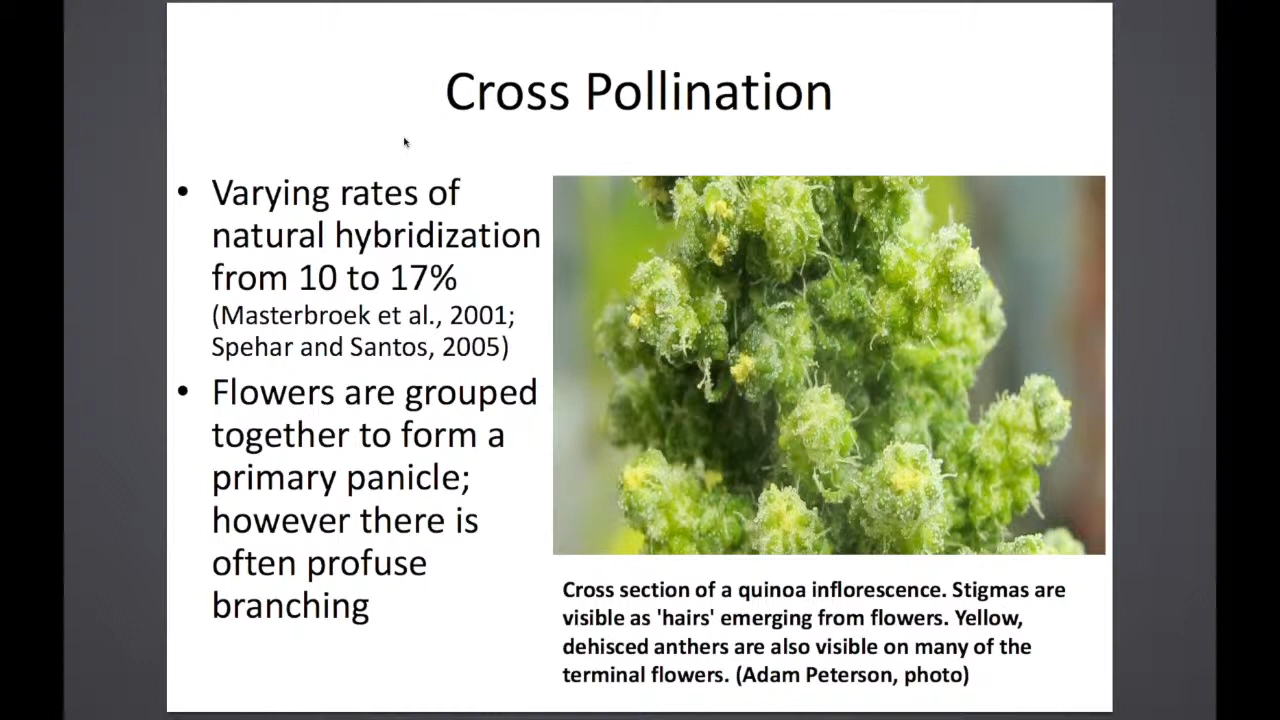 Cross Pollination
• Varying rates of
natural hybridization
from 10 to 17%
(Masterbroek et al., 2001;
Spehar and Santos, 2005)
• Flowers are grouped
together to form a
primary panicle;
however there is
often profuse
branching
Cross section of a quinoa inflorescence. Stigmas are
visible as 'hairs' emerging from flowers. Yellow,
dehisced anthers are also visible on many of the
terminal flowers. (Adam Peterson, photo)